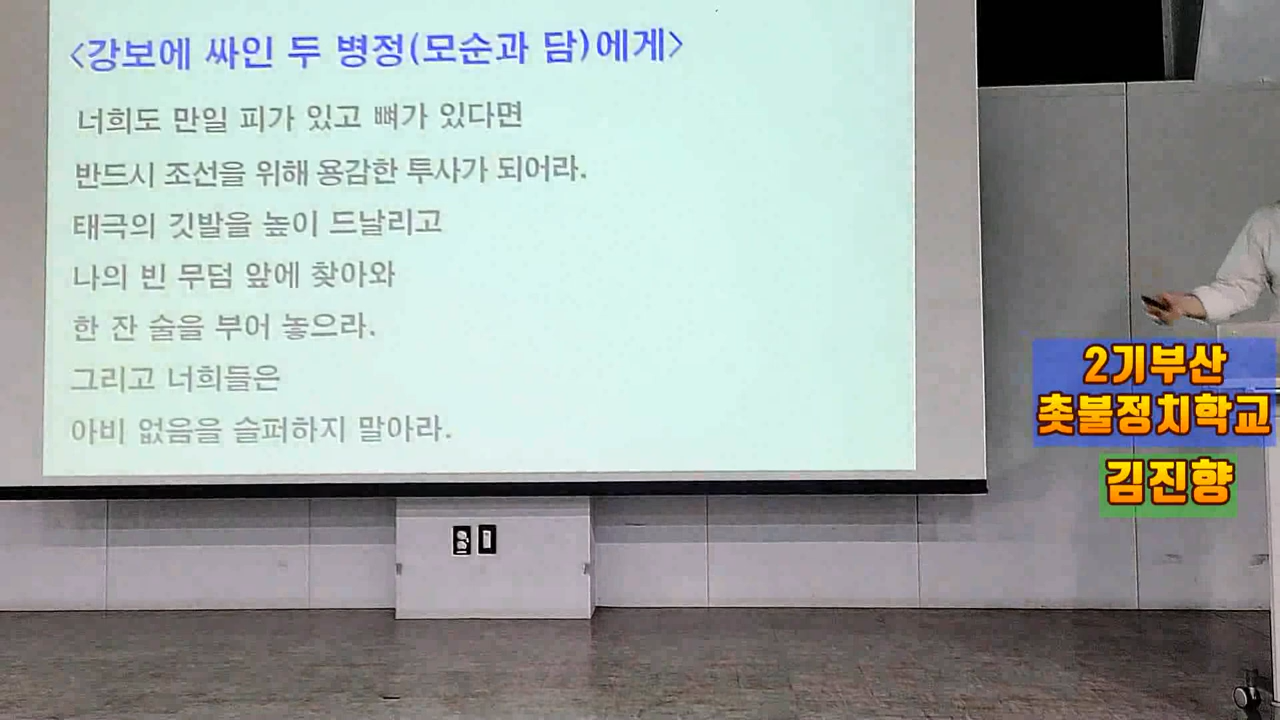 <강보에 싸인 두 병정(모순과 담)에게>
너희도 만일 피가 있고 뼈가 있다면
반드시 조선을 위해 용감한 투사가 되어라.
태극의 깃발을 높이 드날리고
나의 빈 무덤 앞에 찾아와
한 잔 술을 부어 놓으라.
그리고 너희들은
아비 없음을 슬퍼하지 말아라.
2기부산
촛불정치학교
김진향